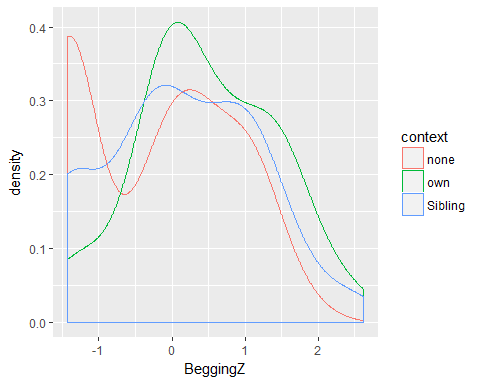 0.4
0.3
0.2
0.1
0.0
density
-1
0
1
2
BeggingZ
context
none
own
Sibling